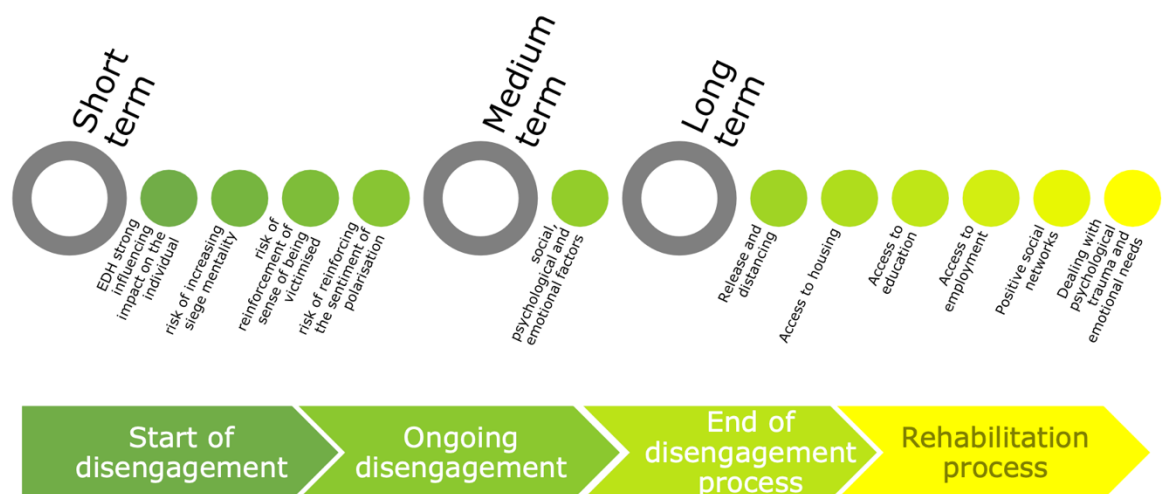 Short
term
EDH strong
influencing
impact on the
individual
risk of increasing
siege mentality
risk of
reinforcement of
sense of being
victimised
risk of reinforcing
the sentiment of
polarisation
Medium
term
social,
psychological and
emotional factors
Long
term
Release and
distancing
Access to housing
Access to
education
Access to
employment
Positive social
networks
Dealing with
psychological
trauma and
emotional needs
Start of
disengagement
Ongoing
disengagement
End of
disengagement
process
Rehabilitation
process